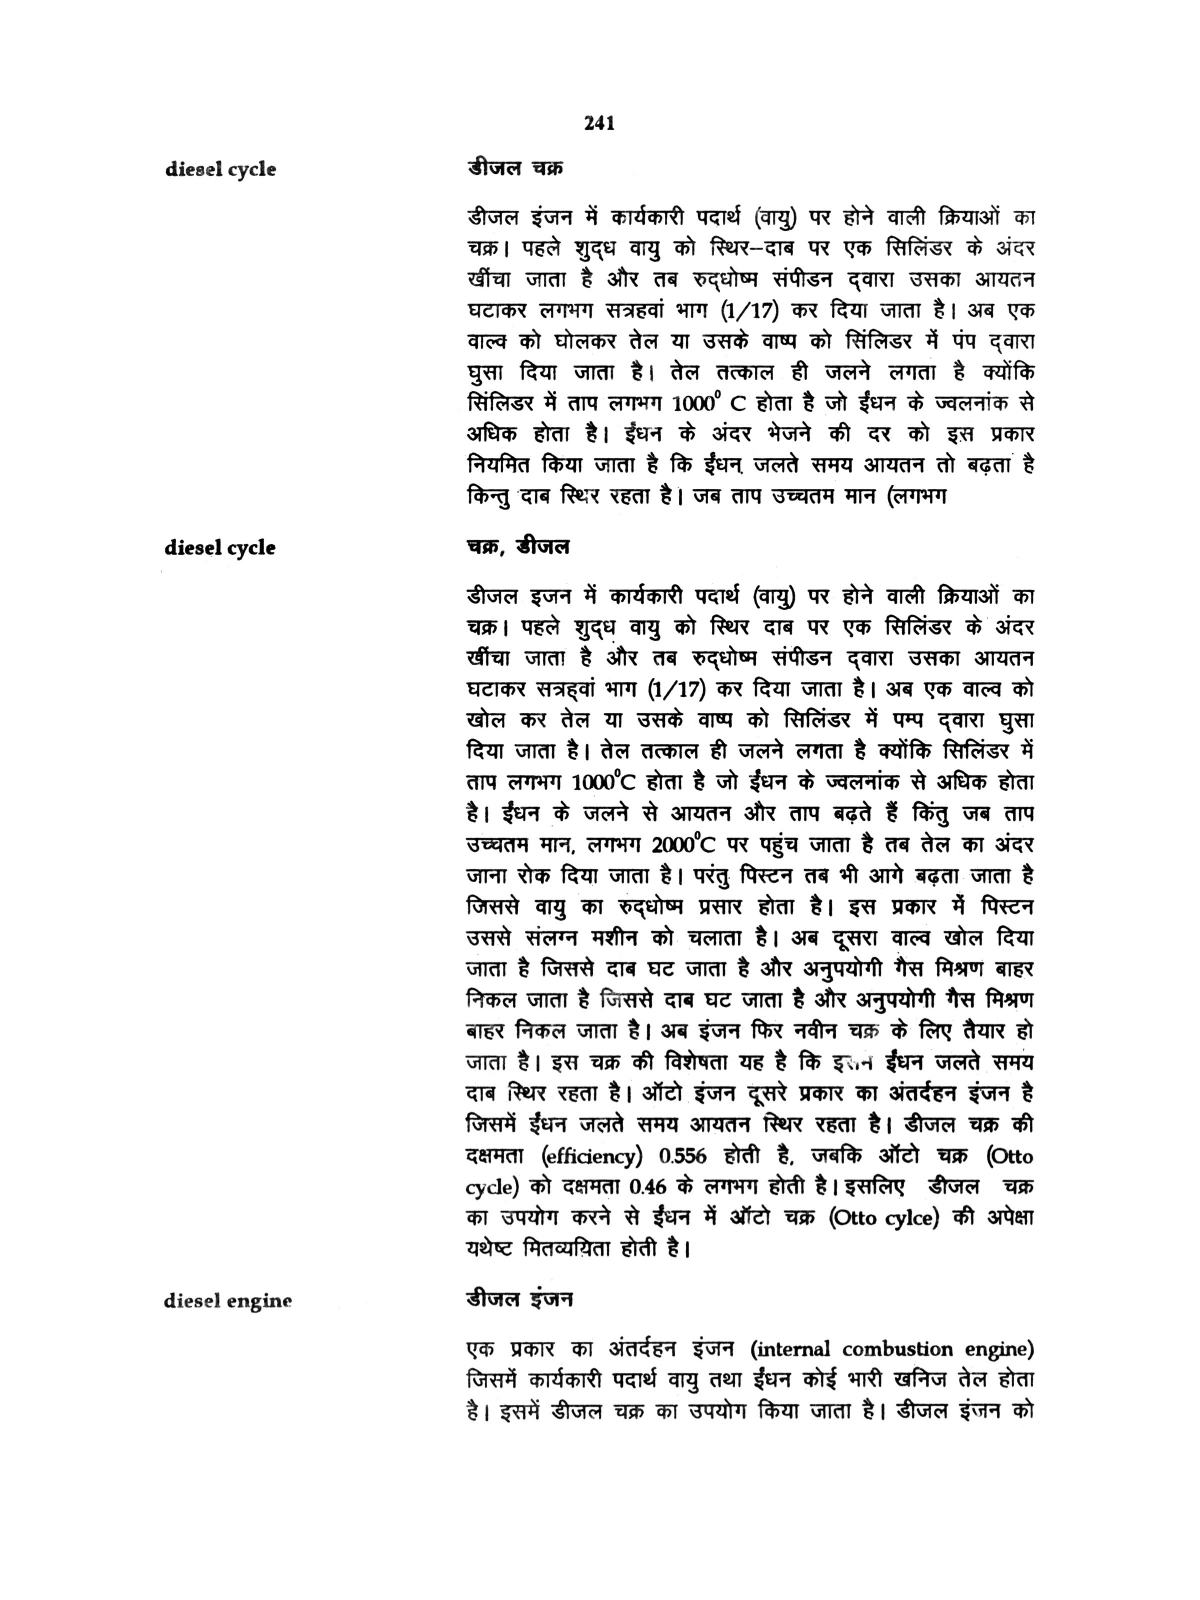 241
diesel cycle
डीजल चक्र
डीजल इंजन में कार्यकारी पदार्थ (वायु) पर होने वाली क्रियाओं का
चक्र। पहले शुद्ध वायु को स्थिर–दाब पर एक सिलिंडर के अंदर
खींचा जाता है और तब रुद्धोष्म संपीडन द्वारा उसका आयतन
घटाकर लगभग सत्रहवां भाग (1/17) कर दिया जाता है। अब एक
वाल्व को घोलकर तेल या उसके वाष्प को सिंलिडर में पंप द्वारा
घुसा दिया जाता है। तेल तत्काल ही जलने लगता है क्योंकि
सिंलिडर में ताप लगभग 1000⁰ C होता है जो ईंधन के ज्वलनांक से
अधिक होता है। ईंधन के अंदर भेजने की दर को इस प्रकार
नियमित किया जाता है कि ईंधन जलते समय आयतन तो बढ़ता है
किन्तु दाब स्थिर रहता है। जब ताप उच्चतम मान (लगभग
diesel cycle
चक्र, डीजल
डीजल इजन में कार्यकारी पदार्थ (वायु) पर होने वाली क्रियाओं का
चक्र। पहले शुद्ध वायु को स्थिर दाब पर एक सिलिंडर के अंदर
खींचा जाता है और तब रुद्धोष्म संपीडन द्वारा उसका आयतन
घटाकर सत्रहवां भाग (1/17) कर दिया जाता है। अब एक वाल्व को
खोल कर तेल या उसके वाष्प को सिलिंडर में पम्प द्वारा घुसा
दिया जाता है। तेल तत्काल ही जलने लगता है क्योंकि सिलिंडर में
ताप लगभग 1000⁰C होता है जो ईंधन के ज्वलनांक से अधिक होता
है। ईंधन के जलने से आयतन और ताप बढ़ते हैं किंतु जब ताप
उच्चतम मान, लगभग 2000⁰C पर पहुंच जाता है तब तेल का अंदर
जाना रोक दिया जाता है। परंतु पिस्टन तब भी आगे बढ़ता जाता है
जिससे वायु का रुद्धोष्म प्रसार होता है। इस प्रकार में पिस्टन
उससे संलग्न मशीन को चलाता है। अब दूसरा वाल्व खोल दिया
जाता है जिससे दाब घट जाता है और अनुपयोगी गैस मिश्रण बाहर
निकल जाता है जिससे दाब घट जाता है और अनुपयोगी गैस मिश्रण
बाहर निकल जाता है। अब इंजन फिर नवीन चक्र के लिए तैयार हो
जाता है। इस चक्र की विशेषता यह है कि ईंधन जलते समय
दाब स्थिर रहता है। ऑटो इंजन दूसरे प्रकार का अंतर्दहन इंजन है
जिसमें ईंधन जलते समय आयतन स्थिर रहता है। डीजल चक्र की
दक्षमता (efficiency) 0.556 होती है, जबकि ऑटो चक्र (Otto
cycle) को दक्षमता 0.46 के लगभग होती है। इसलिए डीजल चक्र
का उपयोग करने से ईंधन में ऑटो चक्र (Otto cylce) की अपेक्षा
यथेष्ट मितव्ययिता होती है।
diesel engine
डीजल इंजन
एक प्रकार का अंतर्दहन इंजन (internal combustion engine)
जिसमें कार्यकारी पदार्थ वायु तथा ईंधन कोई भारी खनिज तेल होता
है। इसमें डीजल चक्र का उपयोग किया जाता है। डीजल इंजन को